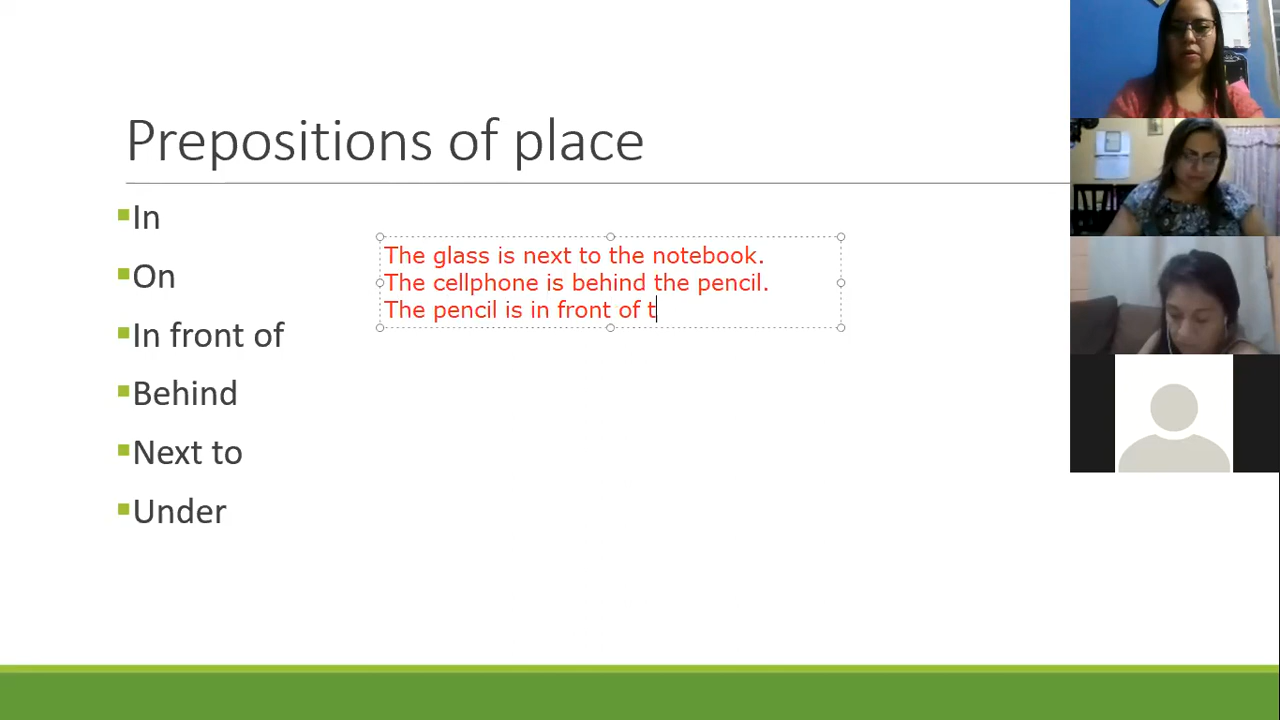 Prepositions of place
In
On
In front of
Behind
Next to
Under
The glass is next to the notebook.
The cellphone is behind the pencil.
The pencil is in front of t